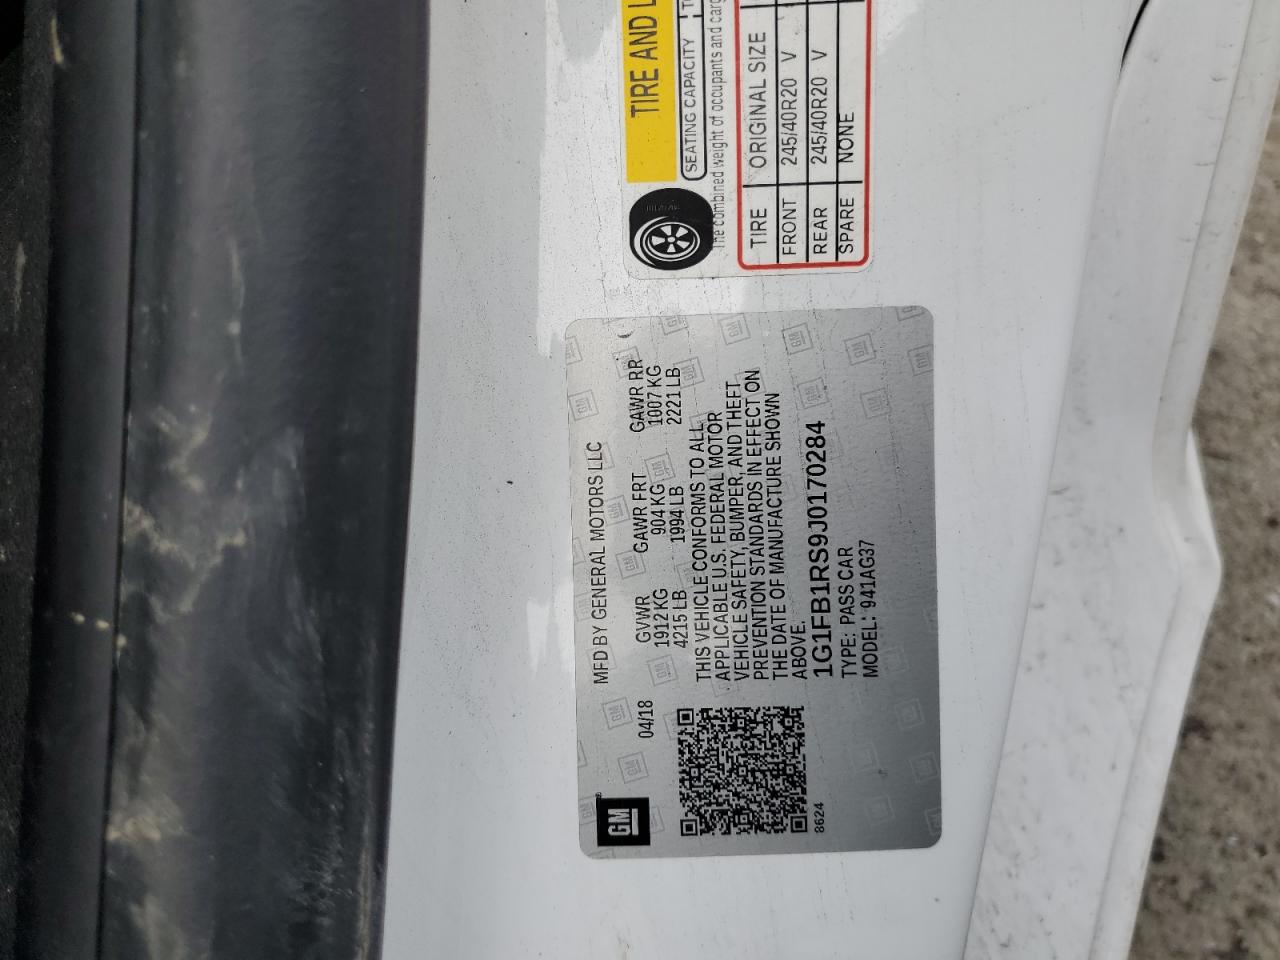 TIRE AND L
SEATING CAPACITY
The combined weight of occupants and carg
TIRE ORIGINAL SIZE
FRONT 245/40R20 V
REAR 245/40R20 V
SPARE NONE
GM
MFD BY GENERAL MOTORS LLC
04/18 GVWR GAWR FRT GAWR RR
1912 KG 904 KG 1007 KG
4215 LB 1994 LB 2221 LB
THIS VEHICLE CONFORMS TO ALL
APPLICABLE U.S. FEDERAL MOTOR
VEHICLE SAFETY, BUMPER, AND THEFT
PREVENTION STANDARDS IN EFFECT ON
THE DATE OF MANUFACTURE SHOWN
ABOVE.
1G1FB1RS9J0170284
TYPE: PASS CAR
MODEL: 941AG37
8624